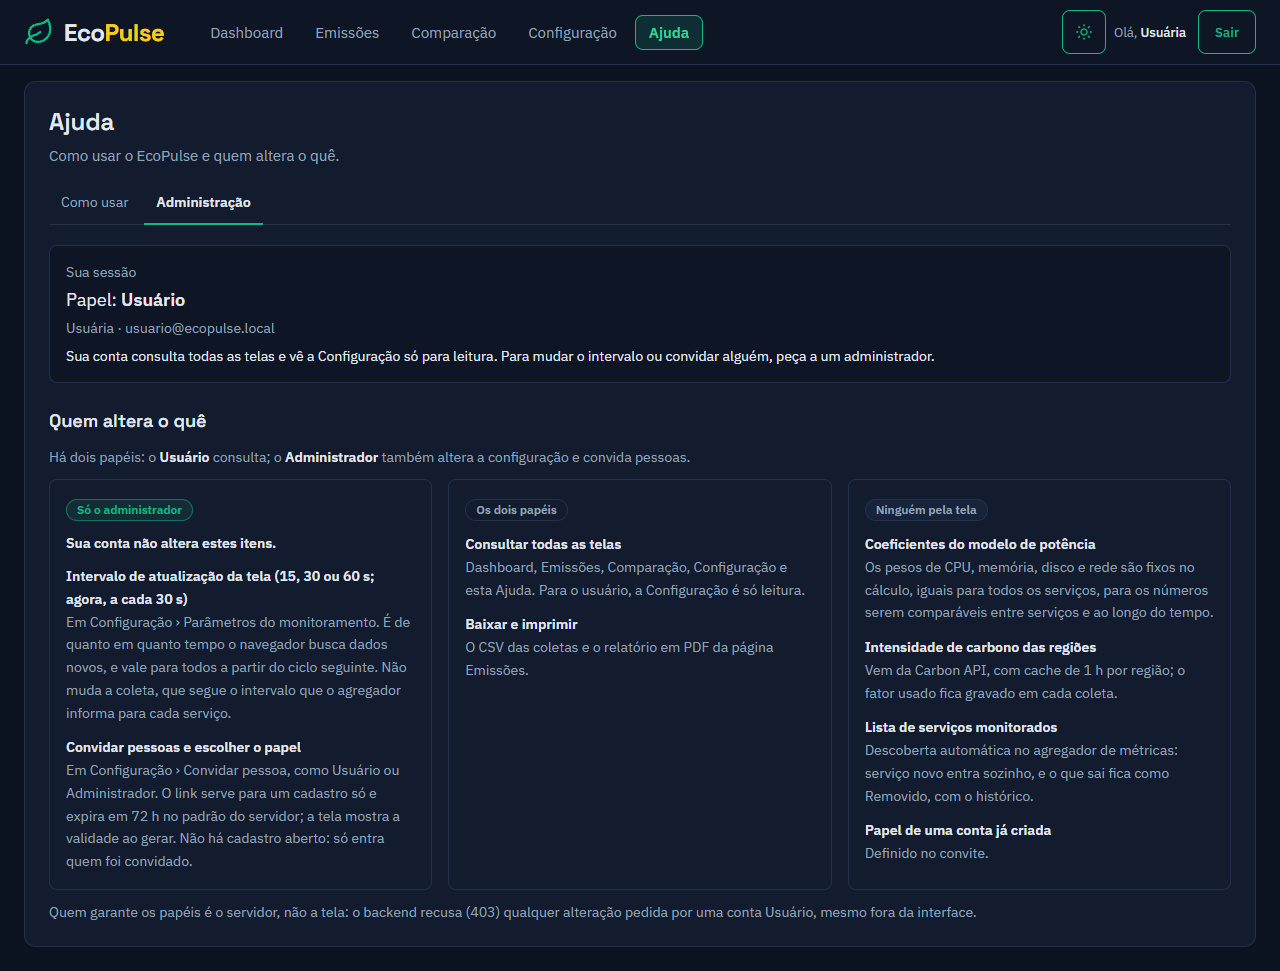 EcoPulse
Dashboard
Emissões
Comparação
Configuração
Ajuda
Olá, Usuária
Sair
Ajuda
Como usar o EcoPulse e quem altera o quê.
Como usar
Administração
Sua sessão
Papel: Usuário
Usuária · usuario@ecopulse.local
Sua conta consulta todas as telas e vê a Configuração só para leitura. Para mudar o intervalo ou convidar alguém, peça a um administrador.
Quem altera o quê
Há dois papéis: o Usuário consulta; o Administrador também altera a configuração e convida pessoas.
Só o administrador
Sua conta não altera estes itens.
Intervalo de atualização da tela (15, 30 ou 60 s;
agora, a cada 30 s)
Em Configuração › Parâmetros do monitoramento. É de
quanto em quanto tempo o navegador busca dados
novos, e vale para todos a partir do ciclo seguinte. Não
muda a coleta, que segue o intervalo que o agregador
informa para cada serviço.
Convidar pessoas e escolher o papel
Em Configuração › Convidar pessoa, como Usuário ou
Administrador. O link serve para um cadastro só e
expira em 72 h no padrão do servidor; a tela mostra a
validade ao gerar. Não há cadastro aberto: só entra
quem foi convidado.
Os dois papéis
Consultar todas as telas
Dashboard, Emissões, Comparação, Configuração e
esta Ajuda. Para o usuário, a Configuração é só leitura.
Baixar e imprimir
O CSV das coletas e o relatório em PDF da página
Emissões.
Ninguém pela tela
Coeficientes do modelo de potência
Os pesos de CPU, memória, disco e rede são fixos no
cálculo, iguais para todos os serviços, para os números
serem comparáveis entre serviços e ao longo do tempo.
Intensidade de carbono das regiões
Vem da Carbon API, com cache de 1 h por região; o
fator usado fica gravado em cada coleta.
Lista de serviços monitorados
Descoberta automática no agregador de métricas:
serviço novo entra sozinho, e o que sai fica como
Removido, com o histórico.
Papel de uma conta já criada
Definido no convite.
Quem garante os papéis é o servidor, não a tela: o backend recusa (403) qualquer alteração pedida por uma conta Usuário, mesmo fora da interface.